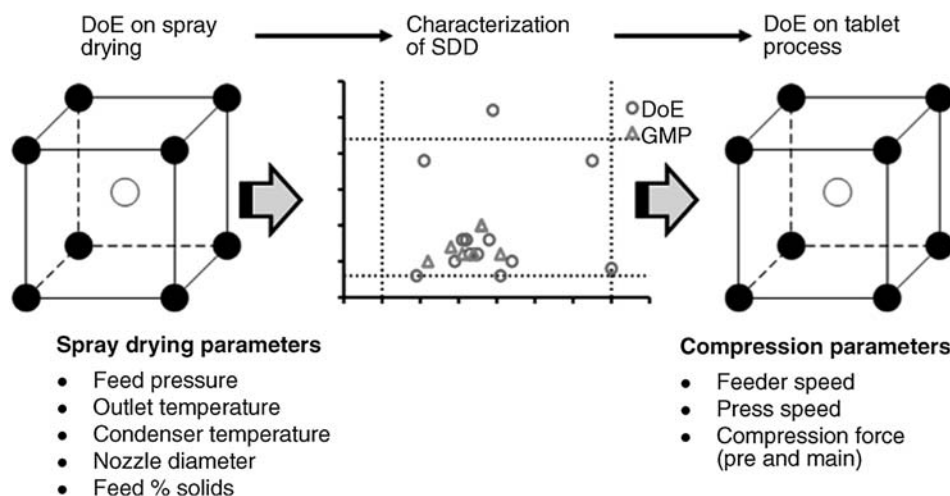 DoE on spray
drying
Characterization
of SDD
DoE on tablet
process
DoE
GMP
Spray drying parameters
● Feed pressure
● Outlet temperature
● Condenser temperature
● Nozzle diameter
● Feed % solids
Compression parameters
● Feeder speed
● Press speed
● Compression force
(pre and main)